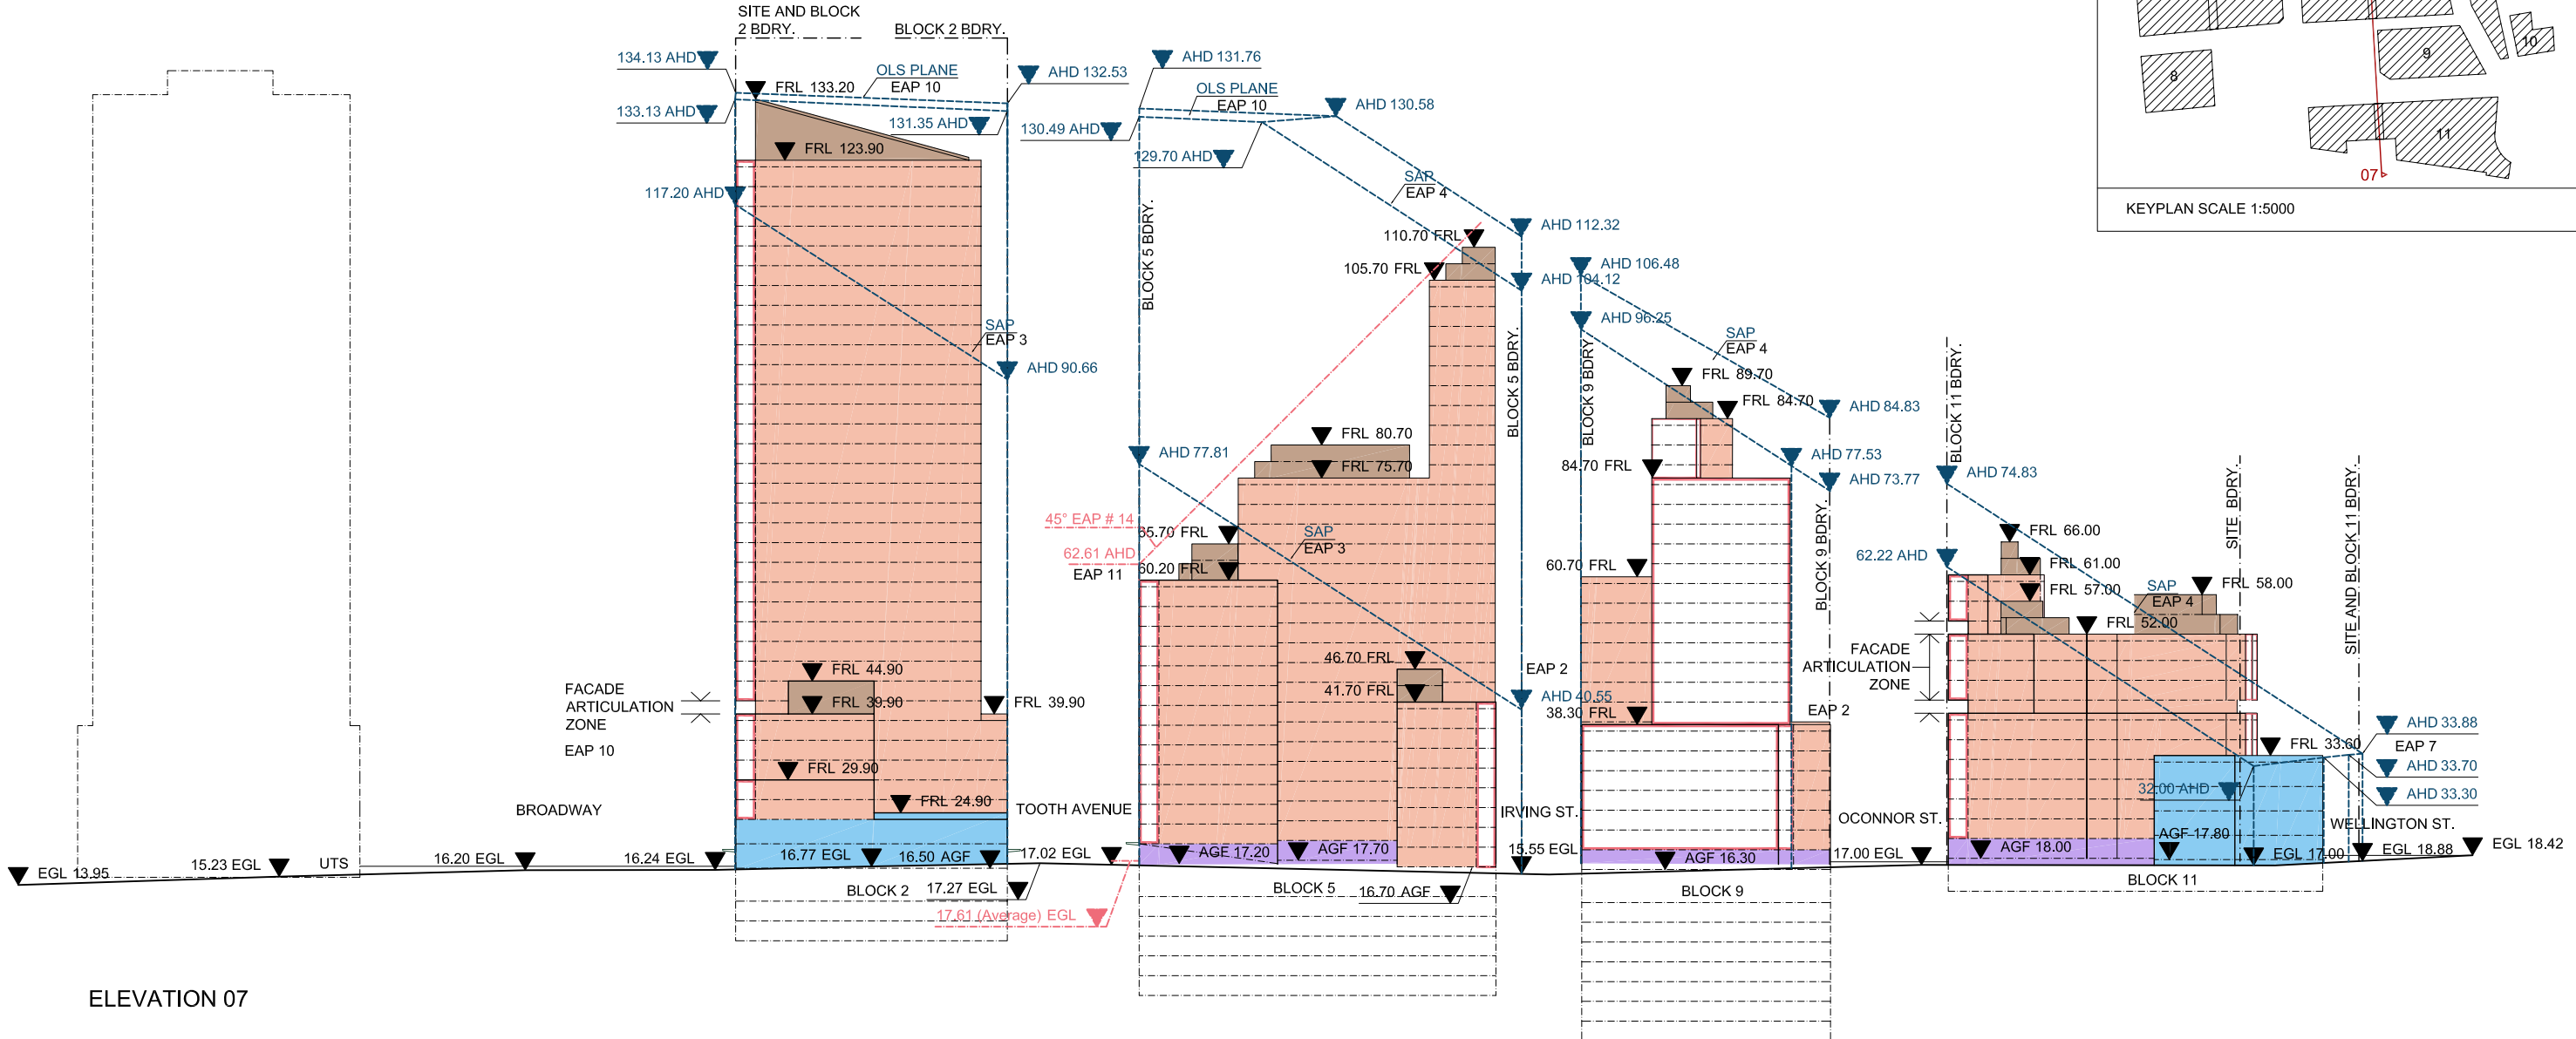 SITE AND BLOCK
2 BDRY.
BLOCK 2 BDRY.
134.13 AHD
133.13 AHD
FRL 133.20
OLS PLANE
EAP 10
AHD 132.53
131.35 AHD
FRL 123.90
117.20 AHD
SAP
EAP 3
AHD 90.66
FRL 44.90
FRL 39.90
FRL 39.90
FACADE
ARTICULATION
ZONE
EAP 10
FRL 29.90
FRL 24.90
BROADWAY
TOOTH AVENUE
EGL 13.95
15.23 EGL
UTS
16.20 EGL
16.24 EGL
16.77 EGL
16.50 AGF
17.02 EGL
BLOCK 2
17.27 EGL
17.61 (Average) EGL
AHD 131.76
OLS PLANE
EAP 10
AHD 130.58
130.49 AHD
129.70 AHD
BLOCK 5 BDRY.
SAP
EAP 4
AHD 112.32
110.70 FRL
105.70 FRL
AHD 104.12
FRL 80.70
FRL 75.70
AHD 77.81
45° EAP # 14
62.61 AHD
EAP 11
65.70 FRL
60.20 FRL
SAP
EAP 3
BLOCK 5 BDRY.
46.70 FRL
41.70 FRL
EAP 2
AHD 40.55
IRVING ST.
AGF 17.20
AGF 17.70
15.55 EGL
BLOCK 5
16.70 AGF
AHD 106.48
AHD 96.25
BLOCK 9 BDRY.
SAP
EAP 4
FRL 89.70
FRL 84.70
AHD 84.83
84.70 FRL
AHD 77.53
AHD 73.77
60.70 FRL
BLOCK 9 BDRY.
38.30 FRL
EAP 2
AGF 16.30
BLOCK 9
OCONNOR ST.
17.00 EGL
BLOCK 11 BDRY.
AHD 74.83
62.22 AHD
FRL 66.00
FRL 61.00
FRL 57.00
FRL 52.00
SAP
EAP 4
FRL 58.00
SITE BDRY.
SITE AND BLOCK 11 BDRY.
FACADE
ARTICULATION
ZONE
AHD 33.88
EAP 7
FRL 33.60
AHD 33.70
32.00 AHD
AHD 33.30
WELLINGTON ST.
AGF 18.00
AGF 17.80
EGL 17.00
EGL 18.88
EGL 18.42
BLOCK 11
8
9
10
11
07
KEYPLAN SCALE 1:5000
ELEVATION 07